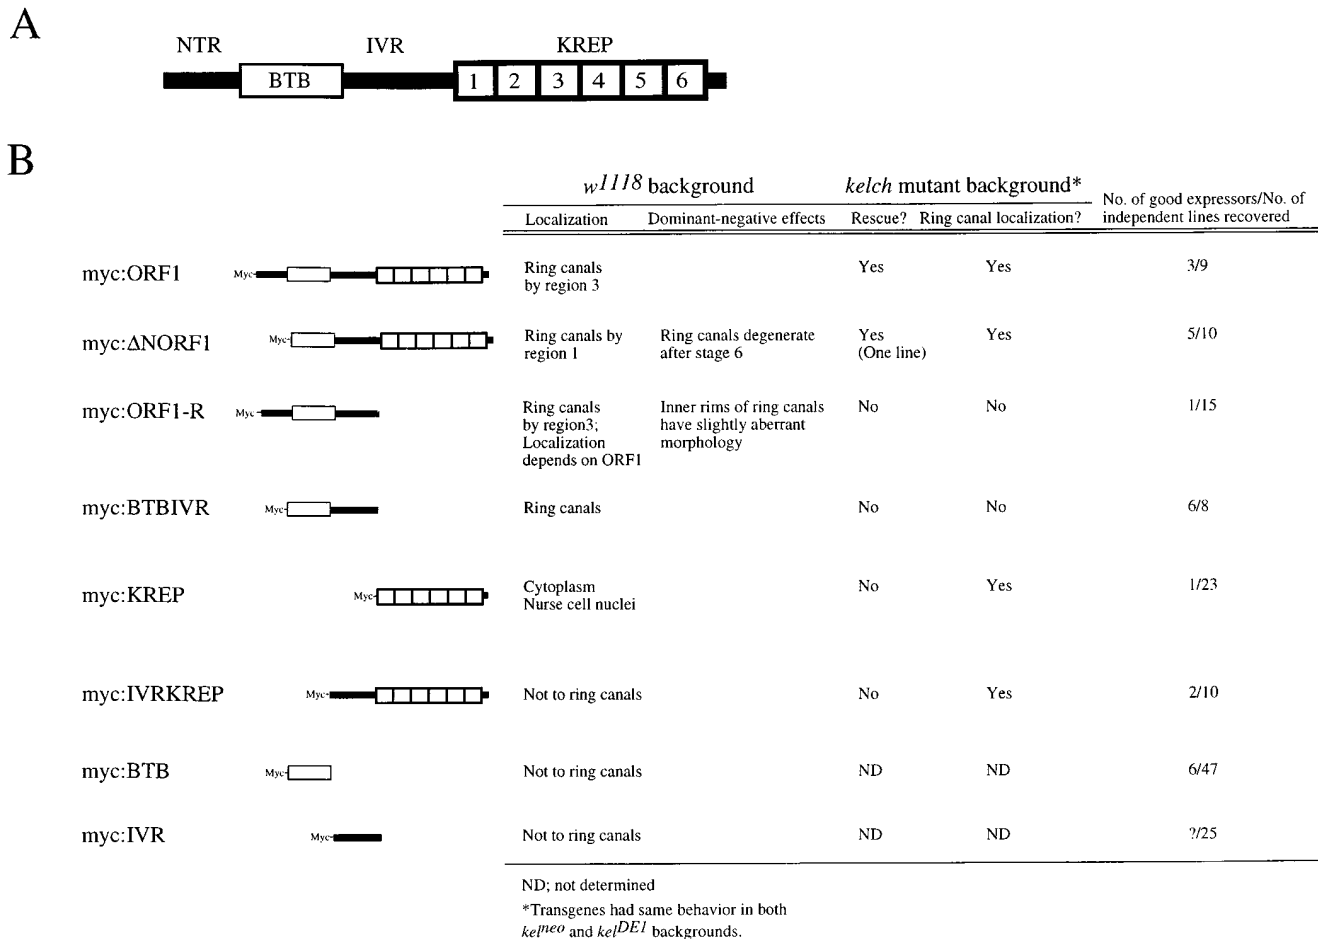 A
NTR IVR KREP
BTB 1 2 3 4 5 6
B
w1118 background kelch mutant background*
No. of good expressors/No. of
independent lines recovered
Localization Dominant-negative effects Rescue? Ring canal localization?
myc:ORF1 Myc- Ring canals Yes Yes 3/9
by region 3
myc:ΔNORF1 Myc- Ring canals by Ring canals degenerate Yes Yes 5/10
region 1 after stage 6 (One line)
myc:ORF1-R Myc- Ring canals Inner rims of ring canals No No 1/15
by region3; have slightly aberrant
Localization morphology
depends on ORF1
myc:BTBIVR Myc- Ring canals No No 6/8
myc:KREP Myc- Cytoplasm No Yes 1/23
Nurse cell nuclei
myc:IVRKREP Myc- Not to ring canals No Yes 2/10
myc:BTB Myc- Not to ring canals ND ND 6/47
myc:IVR Myc- Not to ring canals ND ND ?/25
ND; not determined
*Transgenes had same behavior in both
kelneo and kelDE1 backgrounds.